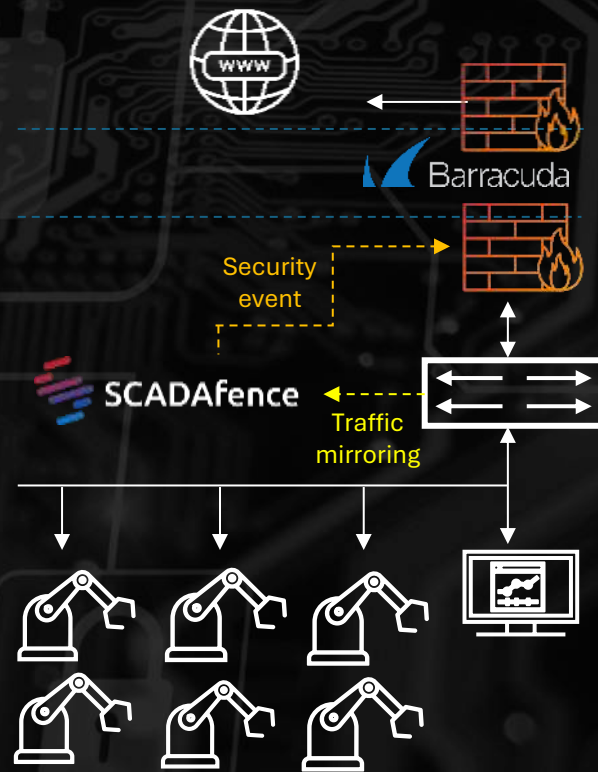 www
Barracuda
Security
event
SCADAfence
Traffic
mirroring